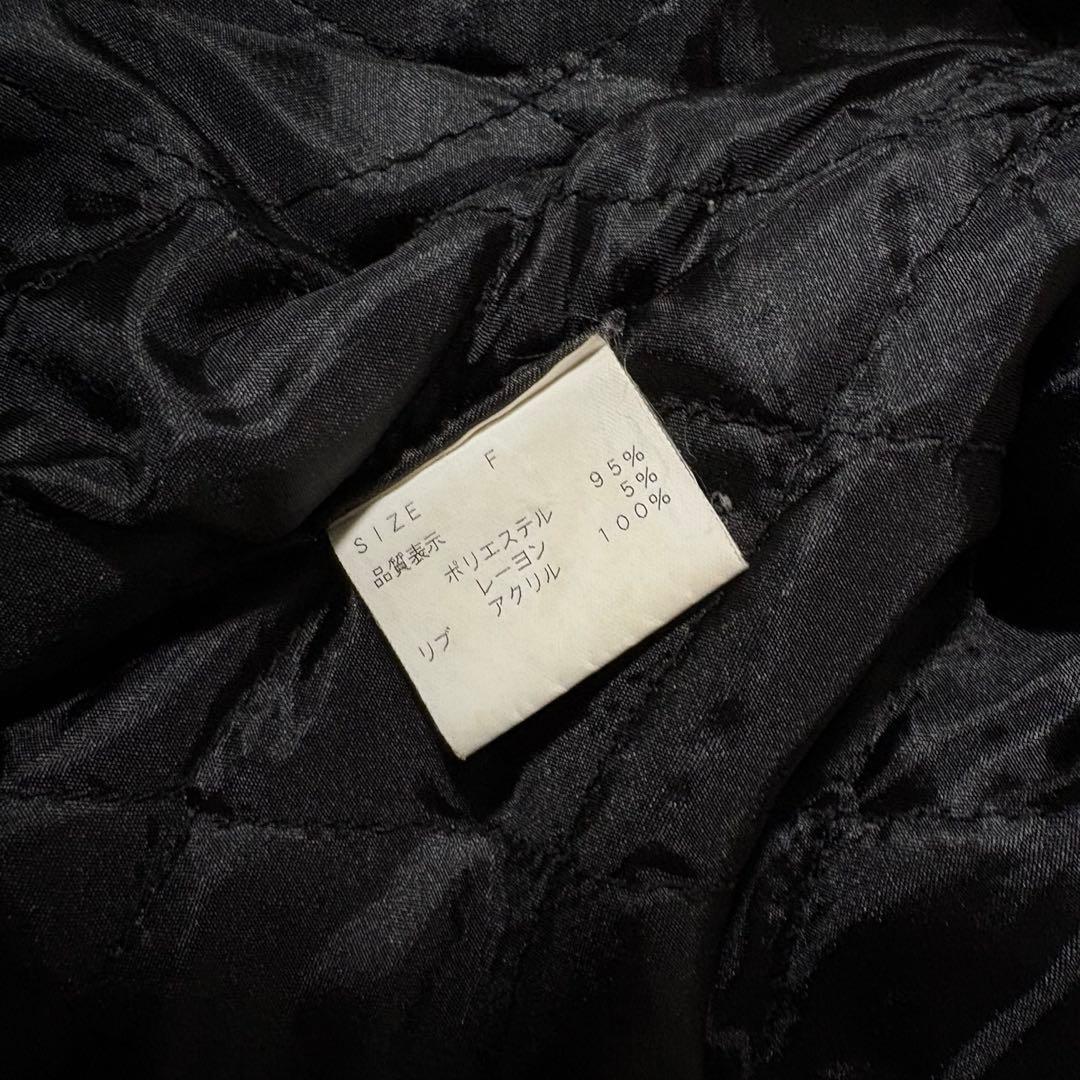 SIZE F
品質表示
ポリエステル 95%
レーヨン 5%
リブ アクリル 100%